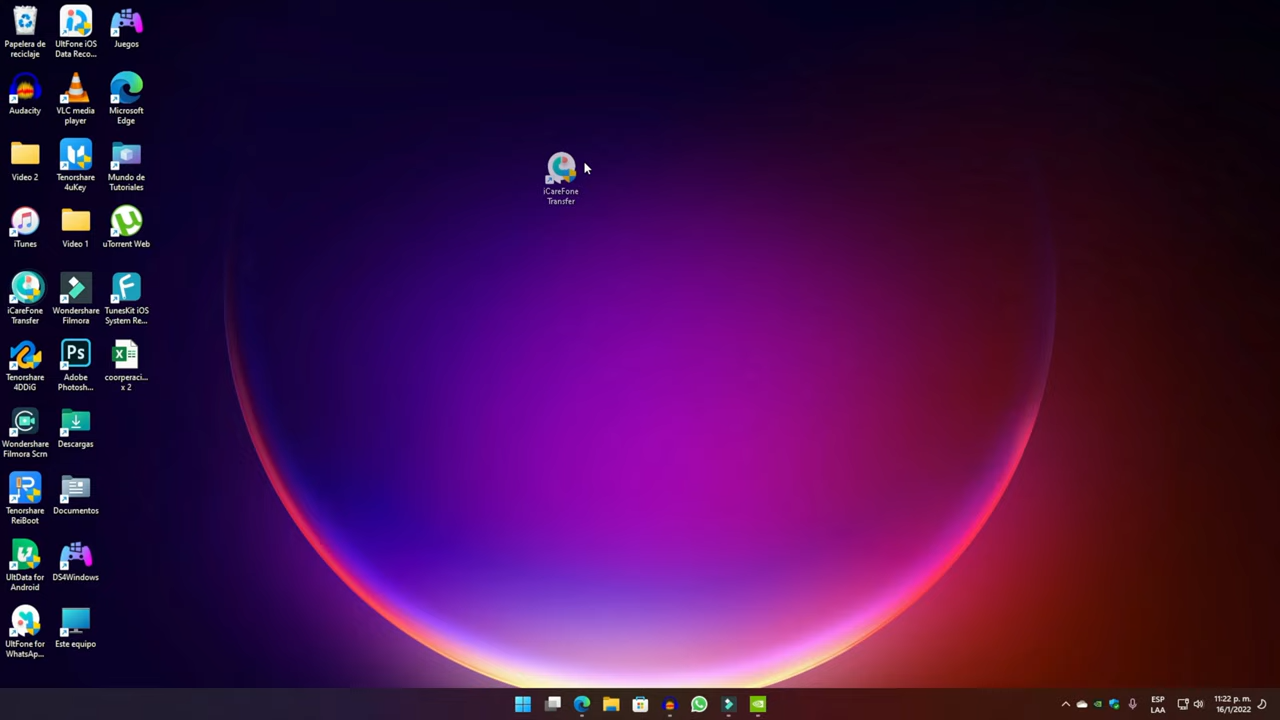 Papelera de
reciclaje
UltFone iOS
Data Reco...
Juegos
Audacity
VLC media
player
Microsoft
Edge
Video 2
Tenorshare
4uKey
Mundo de
Tutoriales
iTunes
Video 1
uTorrent Web
iCareFone
Transfer
Wondershare
Filmora
TunesKit iOS
System Re...
Tenorshare
4DDiG
Ps
Adobe
Photosh...
coorperaci...
x 2
Wondershare
Filmora Scrn
Descargas
Tenorshare
ReiBoot
Documentos
UltData for
Android
DS4Windows
UltFone for
WhatsAp...
Este equipo
iCareFone
Transfer
ESP
LAA
11:22 p. m.
16/1/2022